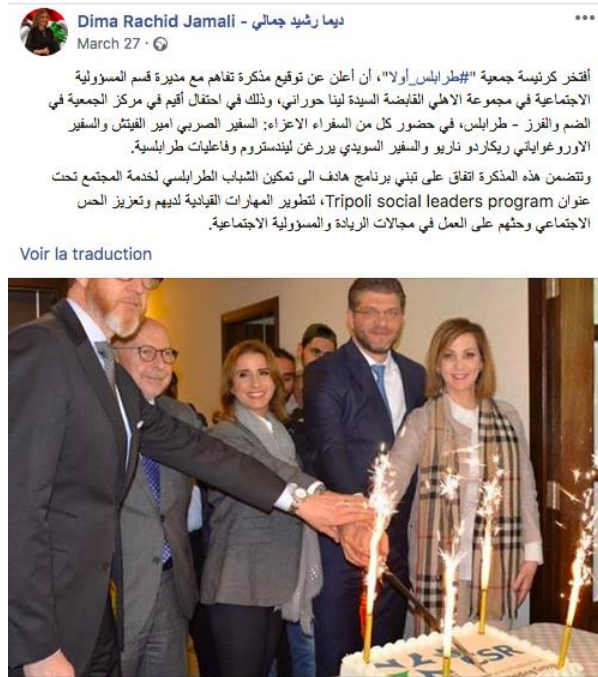 Dima Rachid Jamali - ديما رشيد جمالي
March 27
أفتخر كرئيسة جمعية "#طرابلس_أولا"، أن أعلن عن توقيع مذكرة تفاهم مع مديرة قسم المسؤولية
الاجتماعية في مجموعة الاهلي القابضة السيدة لينا حوراني، وذلك في احتفال أقيم في مركز الجمعية في
الضم والفرز - طرابلس، في حضور كل من السفراء الاعزاء: السفير الصربي امير الفيتش والسفير
الاوروغواياني ريكاردو ناريو والسفير السويدي يررغن ليندستروم وفاعليات طرابلسية.
وتتضمن هذه المذكرة اتفاق على تبني برنامج هادف الى تمكين الشباب الطرابلسي لخدمة المجتمع تحت
عنوان Tripoli social leaders program، لتطوير المهارات القيادية لديهم وتعزيز الحس
الاجتماعي وحثهم على العمل في مجالات الريادة والمسؤولية الاجتماعية.
Voir la traduction
CSR